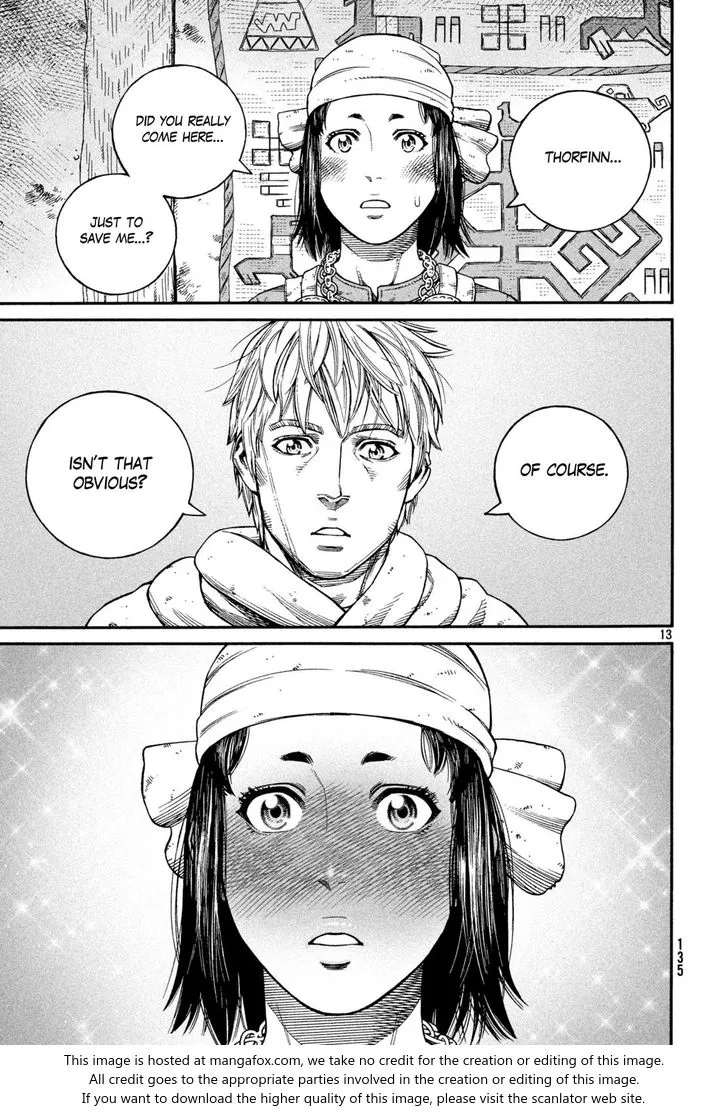 THORFINN...
DID YOU REALLY
COME HERE...
JUST TO
SAVE ME...?
OF COURSE.
ISN'T THAT
OBVIOUS?
13
135
This image is hosted at mangafox.com, we take no credit for the creation or editing of this image.
All credit goes to the appropriate parties involved in the creation or editing of this image.
If you want to download the higher quality of this image, please visit the scanlator web site.